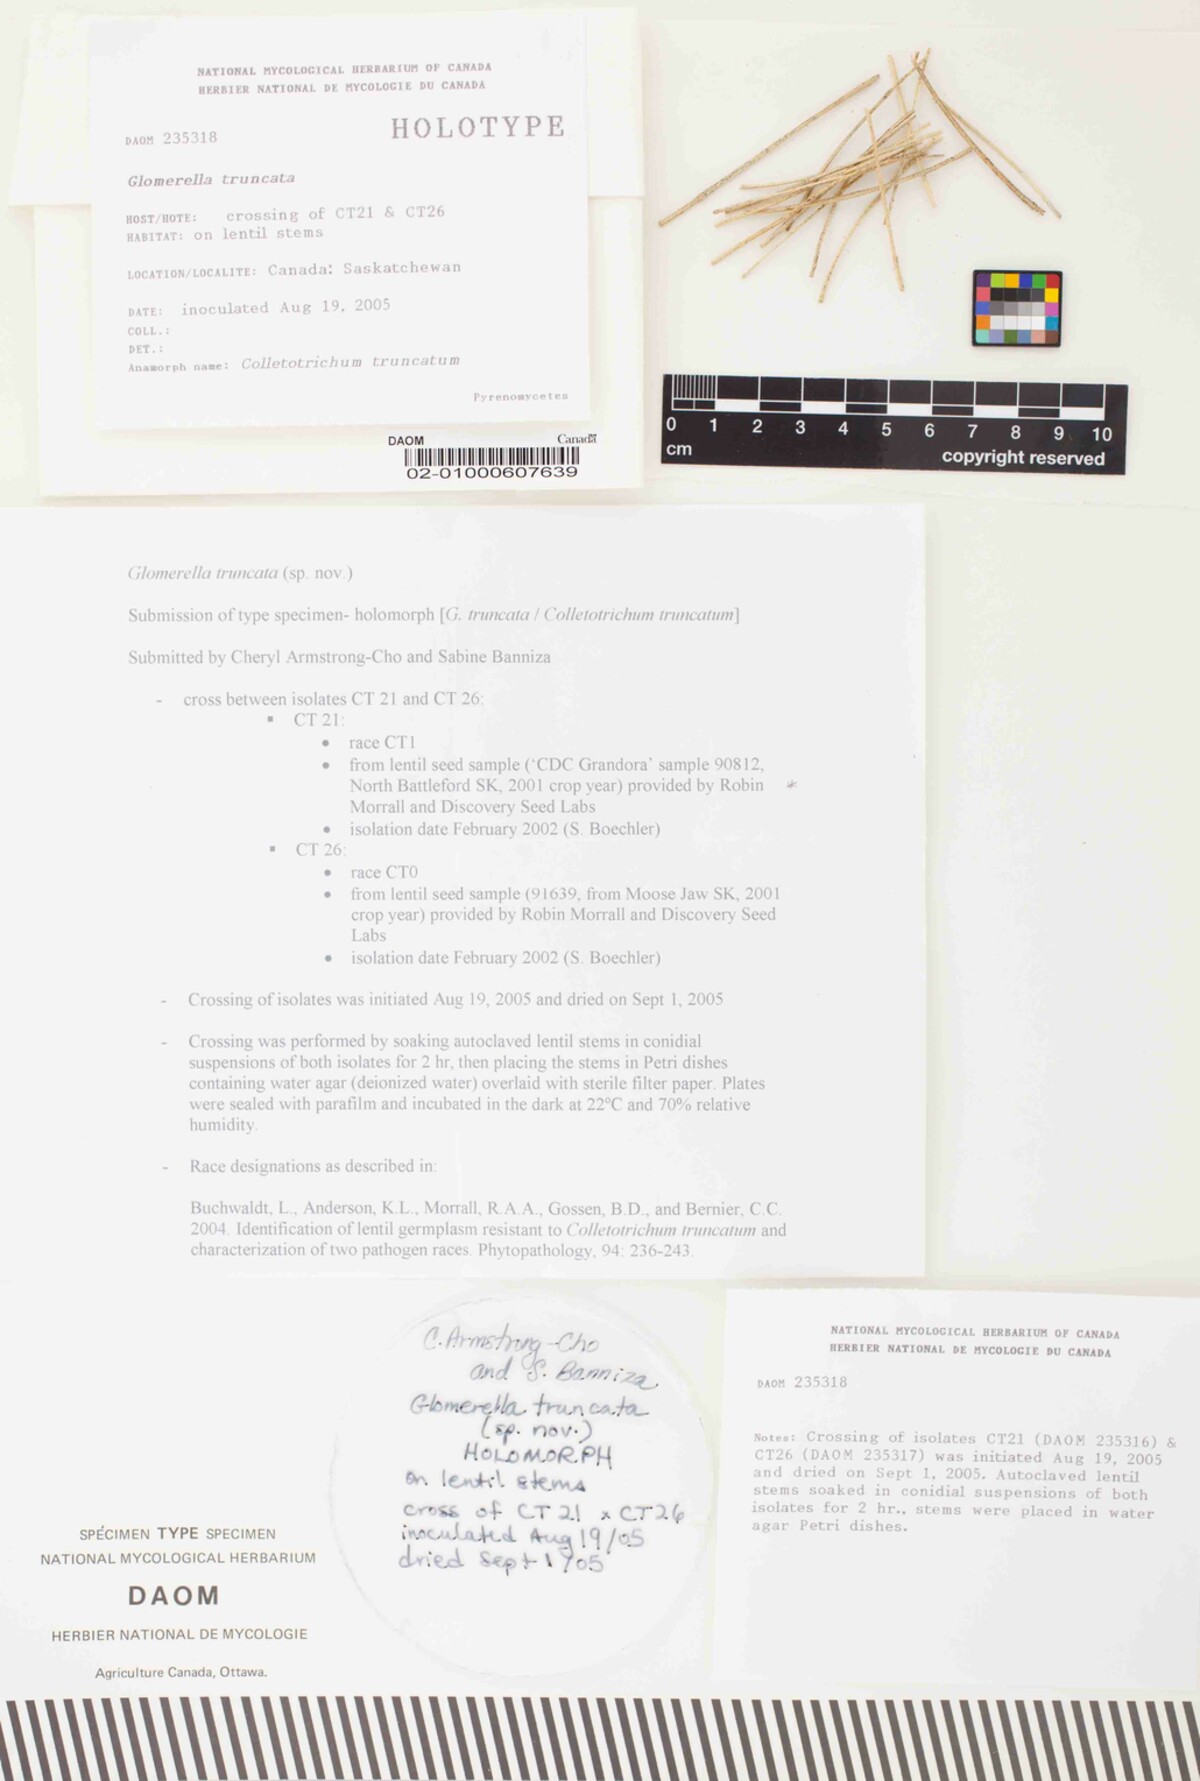 NATIONAL MYCOLOGICAL HERBARIUM OF CANADA
HERBIER NATIONAL DE MYCOLOGIE DU CANADA
HOLOTYPE
DAOM 235318
Glomerella truncata
HOST/HOTE: crossing of CT21 & CT26
HABITAT: on lentil stems
LOCATION/LOCALITE: Canada: Saskatchewan
DATE: inoculated Aug 19, 2005
COLL.:
DET.:
Anamorph name: Colletotrichum truncatum
Pyrenomycetes
DAOM Canada
02-01000607639
0 1 2 3 4 5 6 7 8 9 10
cm
copyright reserved
Glomerella truncata (sp. nov.)
Submission of type specimen- holomorph [G. truncata / Colletotrichum truncatum]
Submitted by Cheryl Armstrong-Cho and Sabine Banniza
- cross between isolates CT 21 and CT 26:
▪ CT 21:
• race CT1
• from lentil seed sample (‘CDC Grandora’ sample 90812,
North Battleford SK, 2001 crop year) provided by Robin *
Morrall and Discovery Seed Labs
• isolation date February 2002 (S. Boechler)
▪ CT 26:
• race CT0
• from lentil seed sample (91639, from Moose Jaw SK, 2001
crop year) provided by Robin Morrall and Discovery Seed
Labs
• isolation date February 2002 (S. Boechler)
- Crossing of isolates was initiated Aug 19, 2005 and dried on Sept 1, 2005
- Crossing was performed by soaking autoclaved lentil stems in conidial
suspensions of both isolates for 2 hr, then placing the stems in Petri dishes
containing water agar (deionized water) overlaid with sterile filter paper. Plates
were sealed with parafilm and incubated in the dark at 22ºC and 70% relative
humidity.
- Race designations as described in:
Buchwaldt, L., Anderson, K.L., Morrall, R.A.A., Gossen, B.D., and Bernier, C.C.
2004. Identification of lentil germplasm resistant to Colletotrichum truncatum and
characterization of two pathogen races. Phytopathology, 94: 236-243.
C. Armstrong-Cho
and S. Banniza
Glomerella truncata
(sp. nov.)
HOLOMORPH
on lentil stems
cross of CT21 x CT26
inoculated Aug 19/05
dried Sept 1/05
SPÉCIMEN TYPE SPECIMEN
NATIONAL MYCOLOGICAL HERBARIUM
DAOM
HERBIER NATIONAL DE MYCOLOGIE
Agriculture Canada, Ottawa.
NATIONAL MYCOLOGICAL HERBARIUM OF CANADA
HERBIER NATIONAL DE MYCOLOGIE DU CANADA
DAOM 235318
Notes: Crossing of isolates CT21 (DAOM 235316) &
CT26 (DAOM 235317) was initiated Aug 19, 2005
and dried on Sept 1, 2005. Autoclaved lentil
stems soaked in conidial suspensions of both
isolates for 2 hr., stems were placed in water
agar Petri dishes.